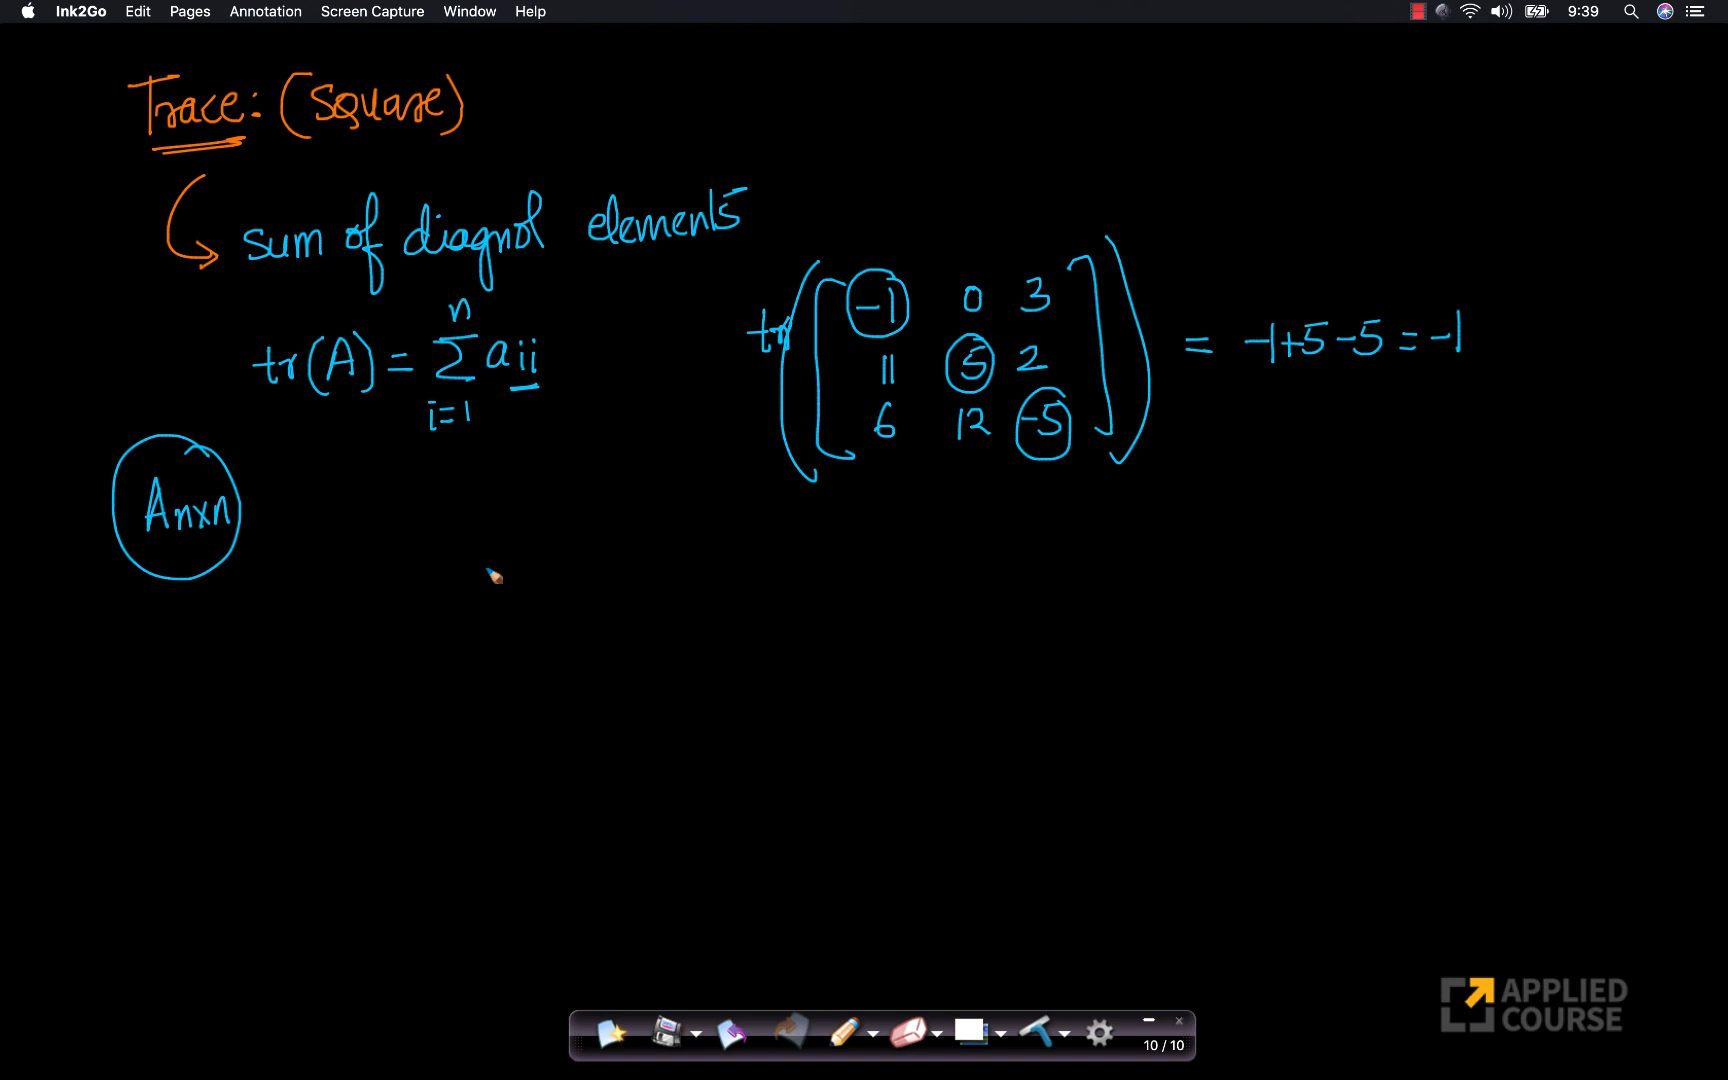 Ink2Go Edit Pages Annotation Screen Capture Window Help 9:39
Trace: (Square)
sum of diagnol elements
tr(A) = n∑i=1 aii
tr([-1 0 3
11 5 2
6 12 -5]) = -1+5-5 = -1
Anxn
10 / 10
APPLIED
COURSE